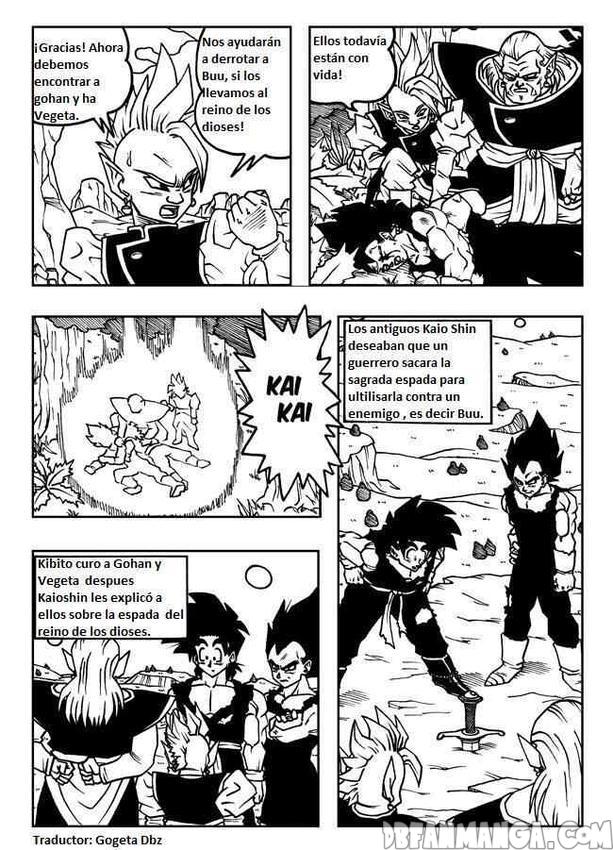 ¡Gracias! Ahora
debemos
encontrar a
gohan y ha
Vegeta.
Nos ayudarán
a derrotar a
Buu, si los
llevamos al
reino de los
dioses!
Ellos todavía
están con
vida!
KAI
KAI
Los antiguos Kaio Shin
deseaban que un
guerrero sacara la
sagrada espada para
ultilisarla contra un
enemigo , es decir Buu.
Kibito curo a Gohan y
Vegeta despues
Kaioshin les explicó a
ellos sobre la espada del
reino de los dioses.
Traductor: Gogeta Dbz
DBFANMANGA.COM